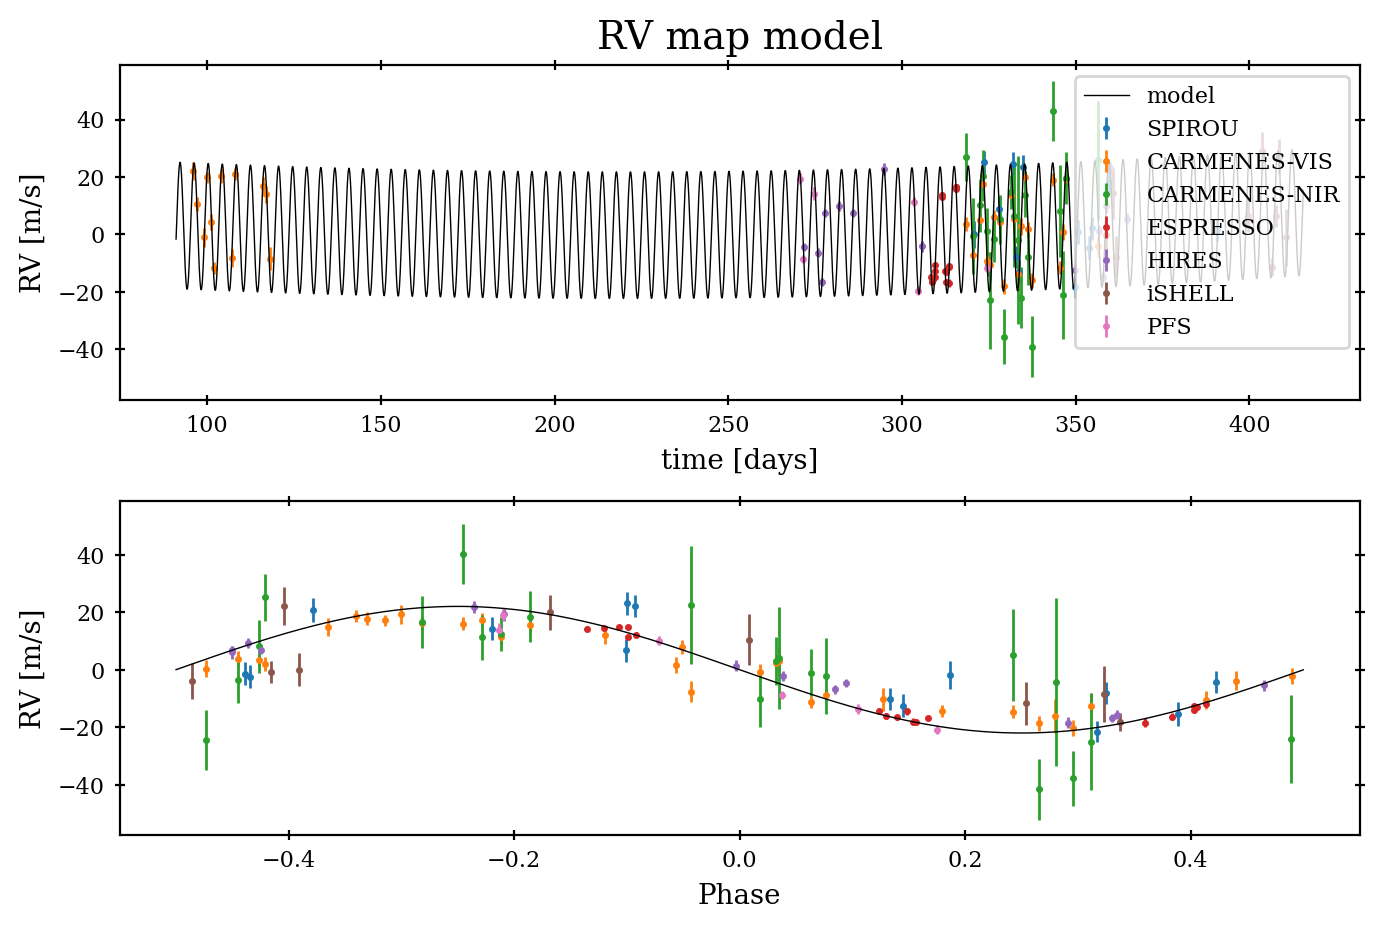 RV map model
RV [m/s]
40
20
0
−20
−40
model
SPIROU
CARMENES-VIS
CARMENES-NIR
ESPRESSO
HIRES
iSHELL
PFS
100 150 200 250 300 350 400
time [days]
RV [m/s]
40
20
0
−20
−40
−0.4 −0.2 0.0 0.2 0.4
Phase